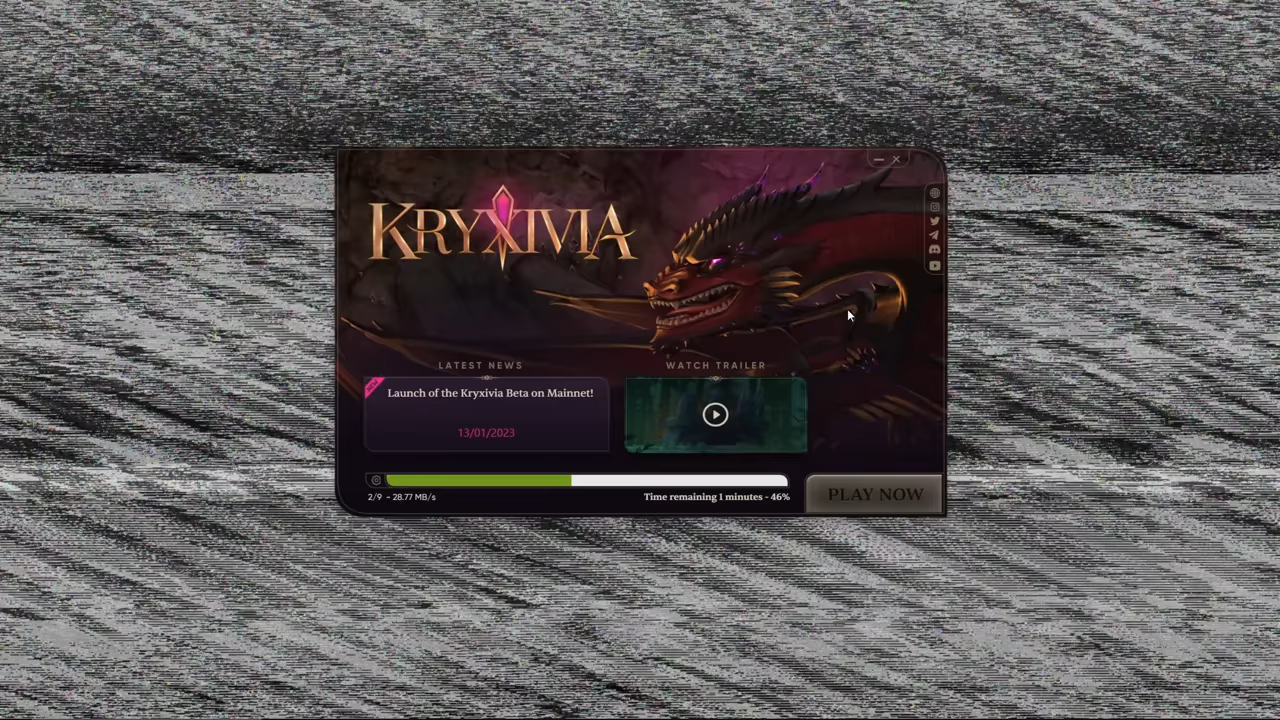 KRYXIVIA
LATEST NEWS
WATCH TRAILER
Launch of the Kryxivia Beta on Mainnet!
13/01/2023
2/9 - 28.77 MB/s
Time remaining 1 minutes - 46%
PLAY NOW